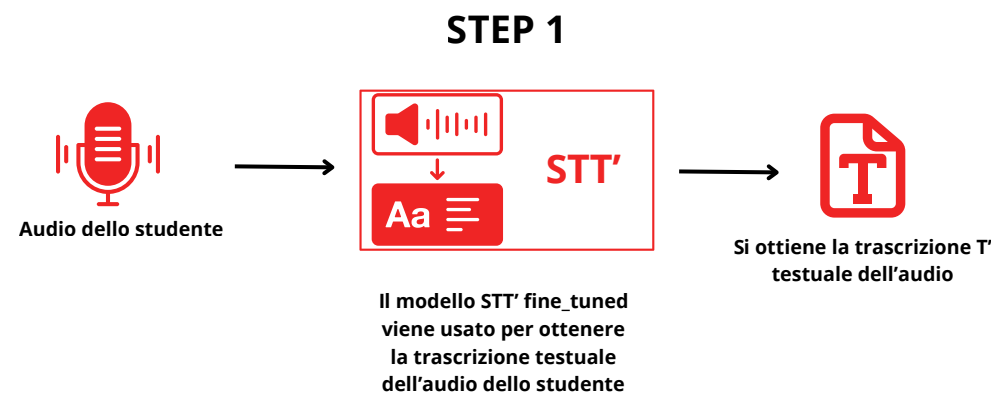 STEP 1
Aa
STT’
T
Audio dello studente
Si ottiene la trascrizione T’
testuale dell’audio
Il modello STT’ fine_tuned
viene usato per ottenere
la trascrizione testuale
dell’audio dello studente